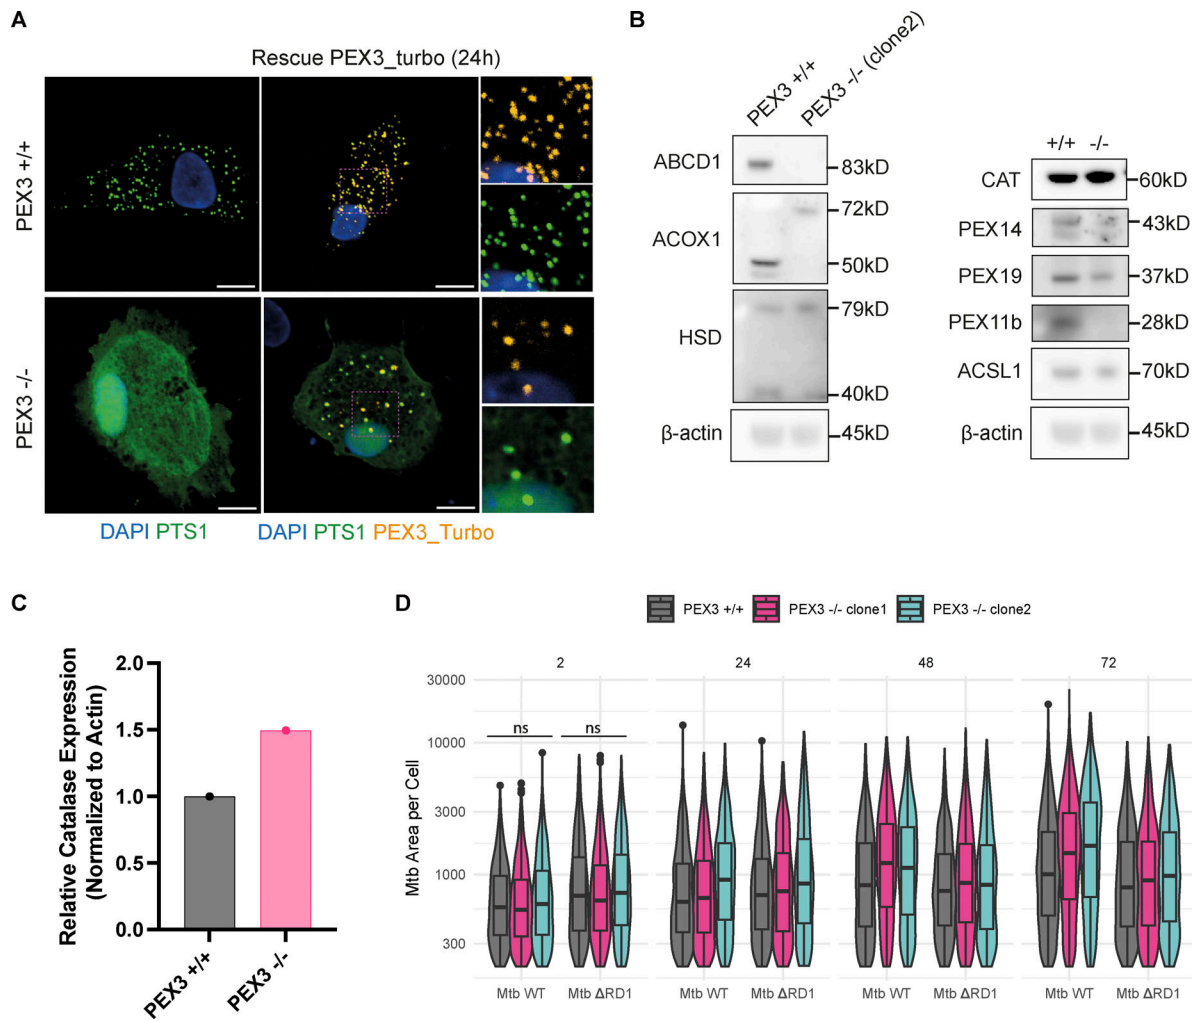 A
Rescue PEX3_turbo (24h)
PEX3 +/+
PEX3 -/-
DAPI PTS1
DAPI PTS1 PEX3_Turbo
B
PEX3 +/+
PEX3 -/- (clone2)
ABCD1
83kD
ACOX1
72kD
50kD
HSD
79kD
40kD
β-actin
45kD
+/+ -/-
CAT
60kD
PEX14
43kD
PEX19
37kD
PEX11b
28kD
ACSL1
70kD
β-actin
45kD
C
Relative Catalase Expression
(Normalized to Actin)
2.0
1.5
1.0
0.5
0.0
PEX3 +/+
PEX3 -/-
D
PEX3 +/+
PEX3 -/- clone1
PEX3 -/- clone2
2
24
48
72
Mtb Area per Cell
30000
10000
3000
1000
300
ns
ns
Mtb WT
Mtb ΔRD1
Mtb WT
Mtb ΔRD1
Mtb WT
Mtb ΔRD1
Mtb WT
Mtb ΔRD1